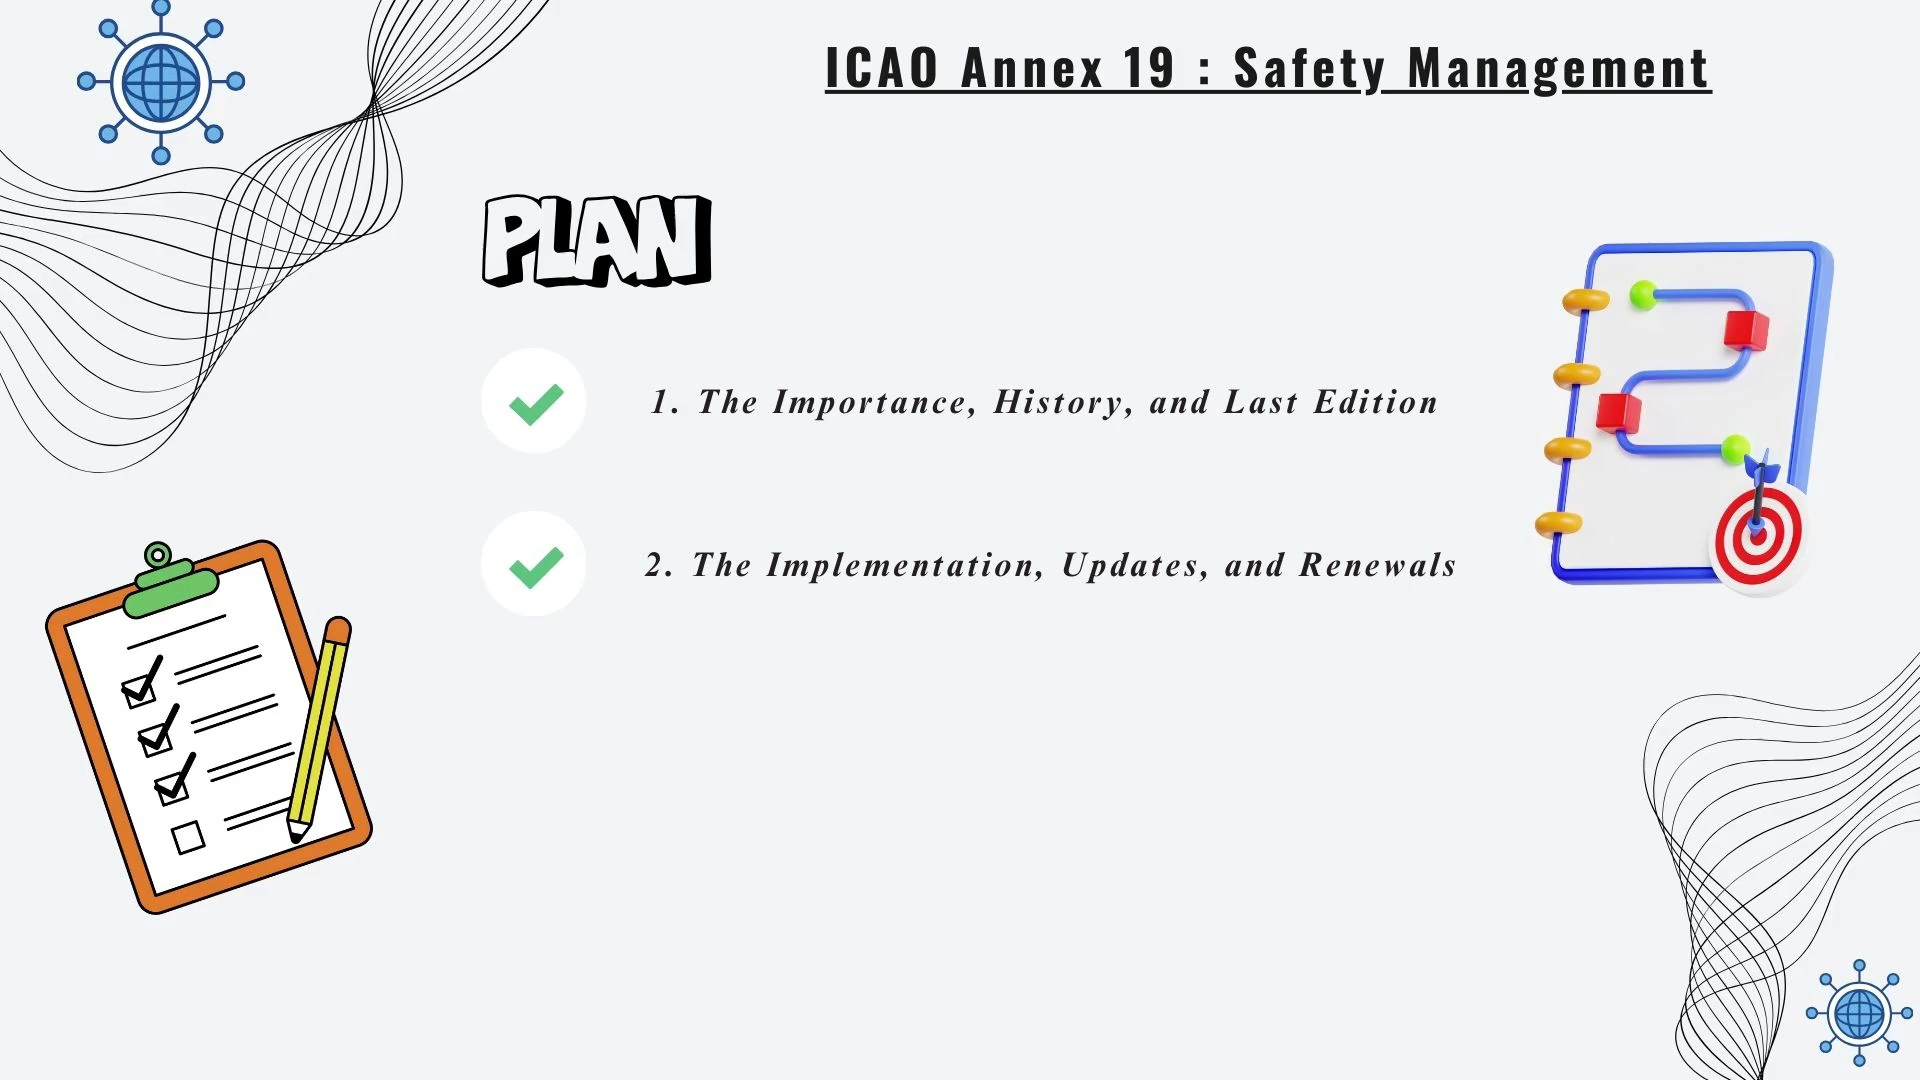 ICAO Annex 19 : Safety Management
PLAN
1. The Importance, History, and Last Edition
2. The Implementation, Updates, and Renewals